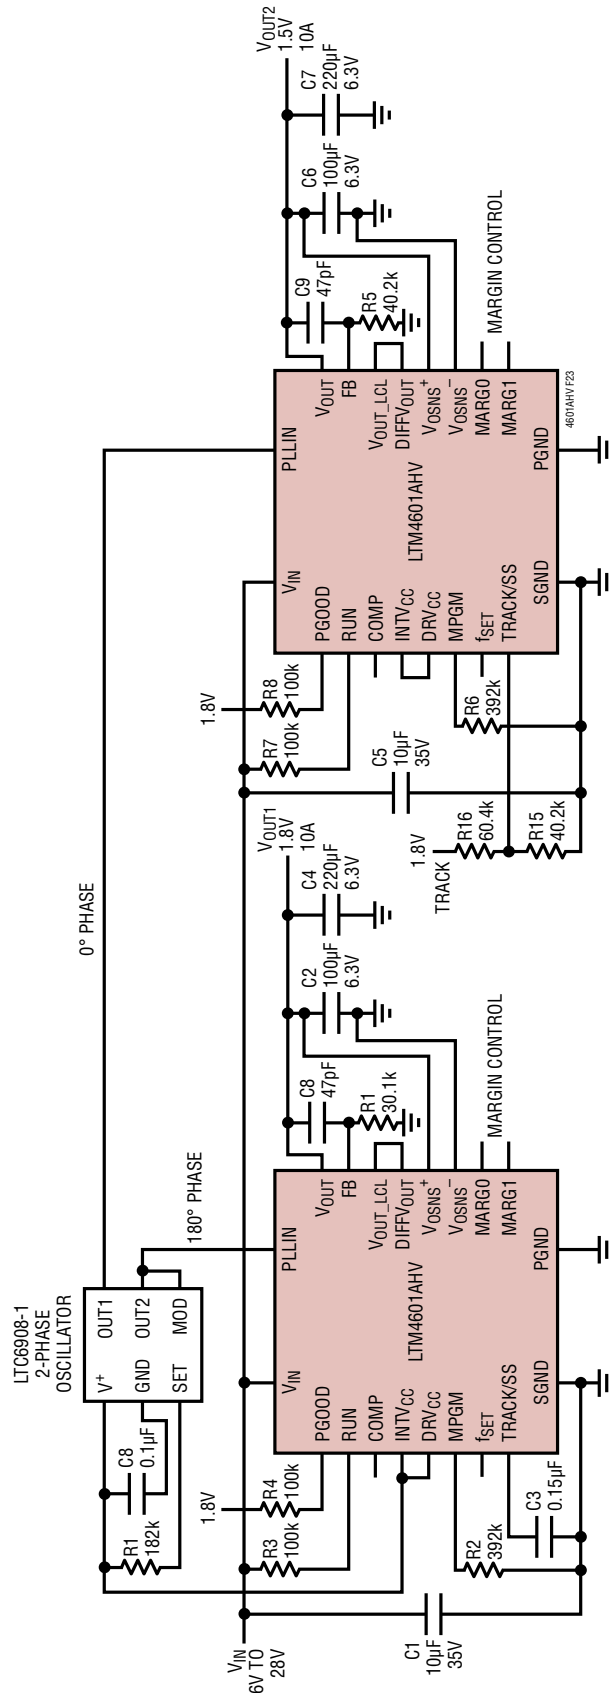 LTC6908-1
2-PHASE
OSCILLATOR
V+
OUT1
GND
OUT2
SET
MOD
C8
0.1µF
R1
182k
0° PHASE
180° PHASE
VIN
6V TO
28V
C1
10µF
35V
R3
100k
R4
100k
1.8V
R2
392k
C3
0.15µF
VIN
PLLIN
PGOOD
RUN
COMP
INTVCC
DRVCC
MPGM
fSET
TRACK/SS
SGND
PGND
LTM4601AHV
VOUT
FB
VOUT_LCL
DIFFVOUT
VOSNS+
VOSNS–
MARG0
MARG1
MARGIN CONTROL
C8
47pF
R1
30.1k
C2
100µF
6.3V
C4
220µF
6.3V
VOUT1
1.8V
10A
C5
10µF
35V
R7
100k
R8
100k
1.8V
1.8V
TRACK
R16
60.4k
R15
40.2k
R6
392k
VIN
PLLIN
PGOOD
RUN
COMP
INTVCC
DRVCC
MPGM
fSET
TRACK/SS
SGND
PGND
LTM4601AHV
VOUT
FB
VOUT_LCL
DIFFVOUT
VOSNS+
VOSNS–
MARG0
MARG1
MARGIN CONTROL
C9
47pF
R5
40.2k
C6
100µF
6.3V
C7
220µF
6.3V
VOUT2
1.5V
10A
4601AHV F23